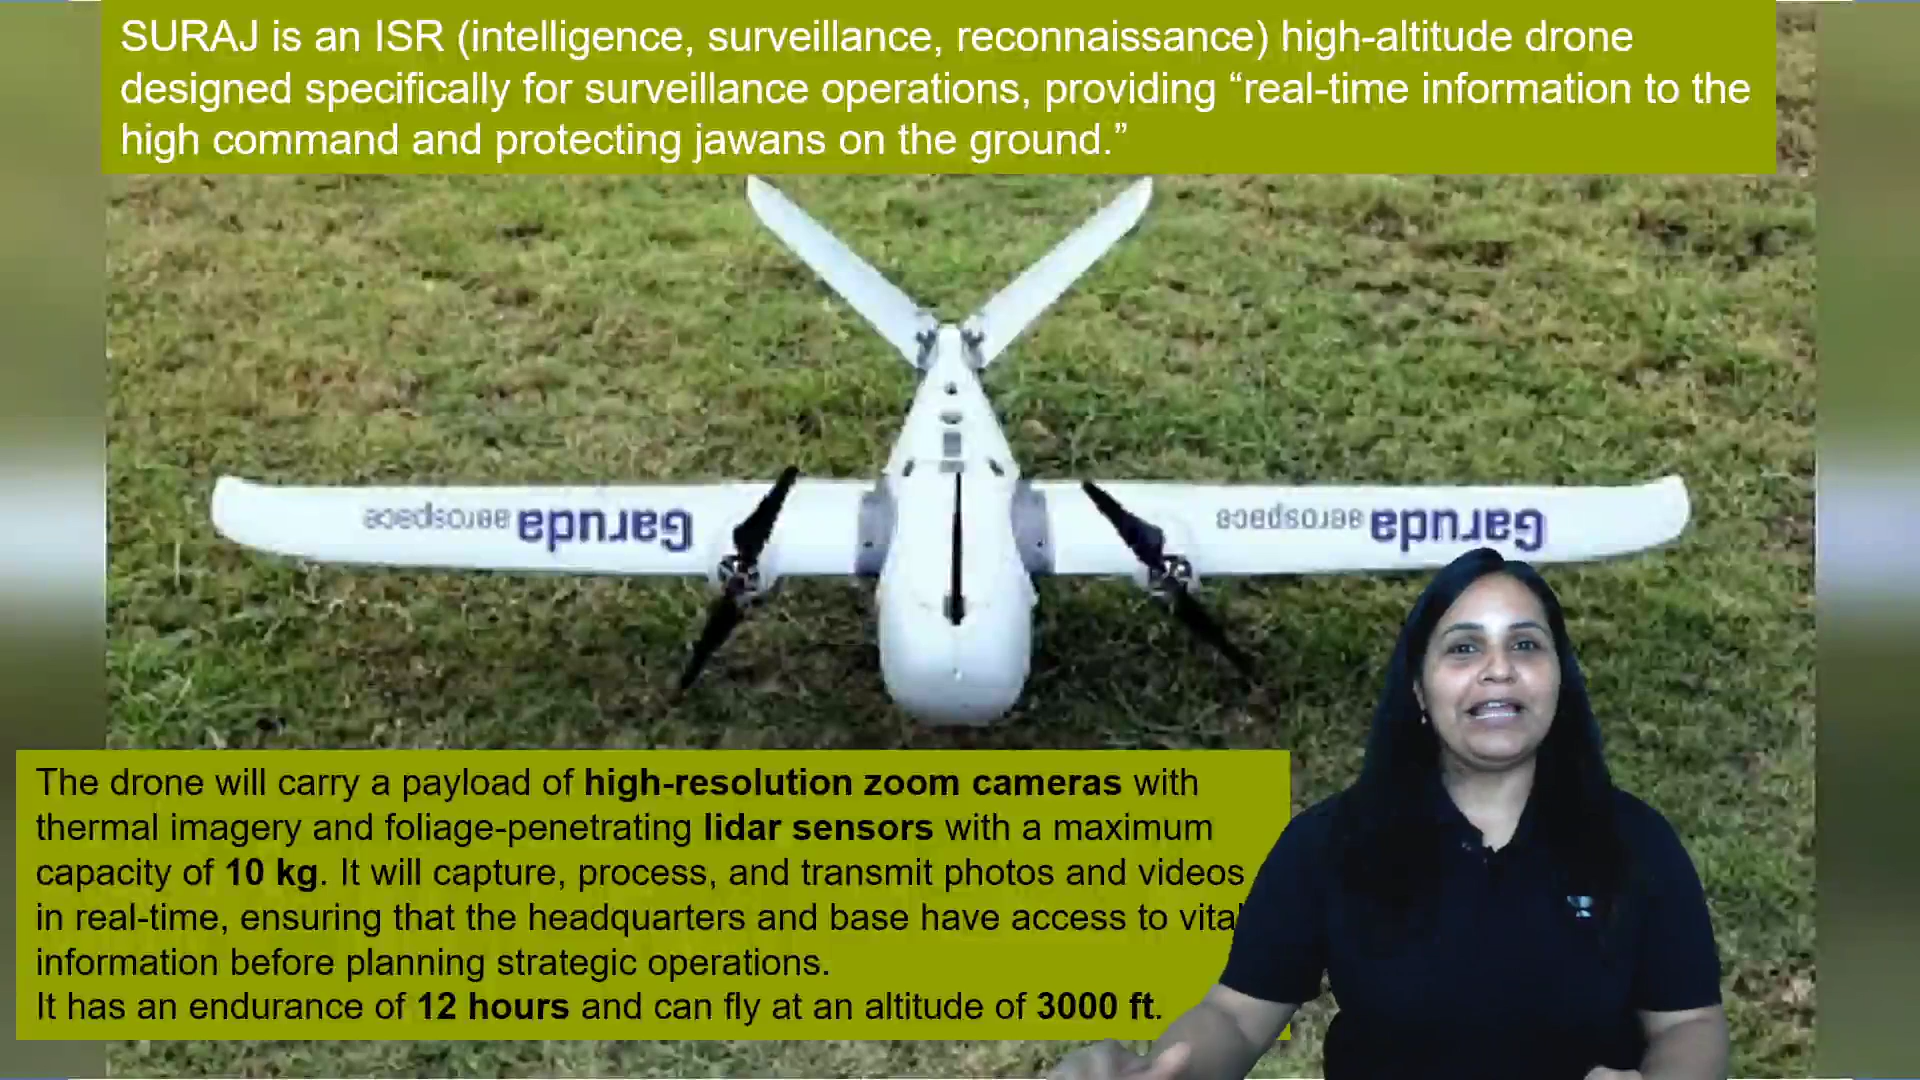 SURAJ is an ISR (intelligence, surveillance, reconnaissance) high-altitude drone
designed specifically for surveillance operations, providing “real-time information to the
high command and protecting jawans on the ground.”
Garuda aerospace
Garuda aerospace
The drone will carry a payload of high-resolution zoom cameras with
thermal imagery and foliage-penetrating lidar sensors with a maximum
capacity of 10 kg. It will capture, process, and transmit photos and videos
in real-time, ensuring that the headquarters and base have access to vital
information before planning strategic operations.
It has an endurance of 12 hours and can fly at an altitude of 3000 ft.